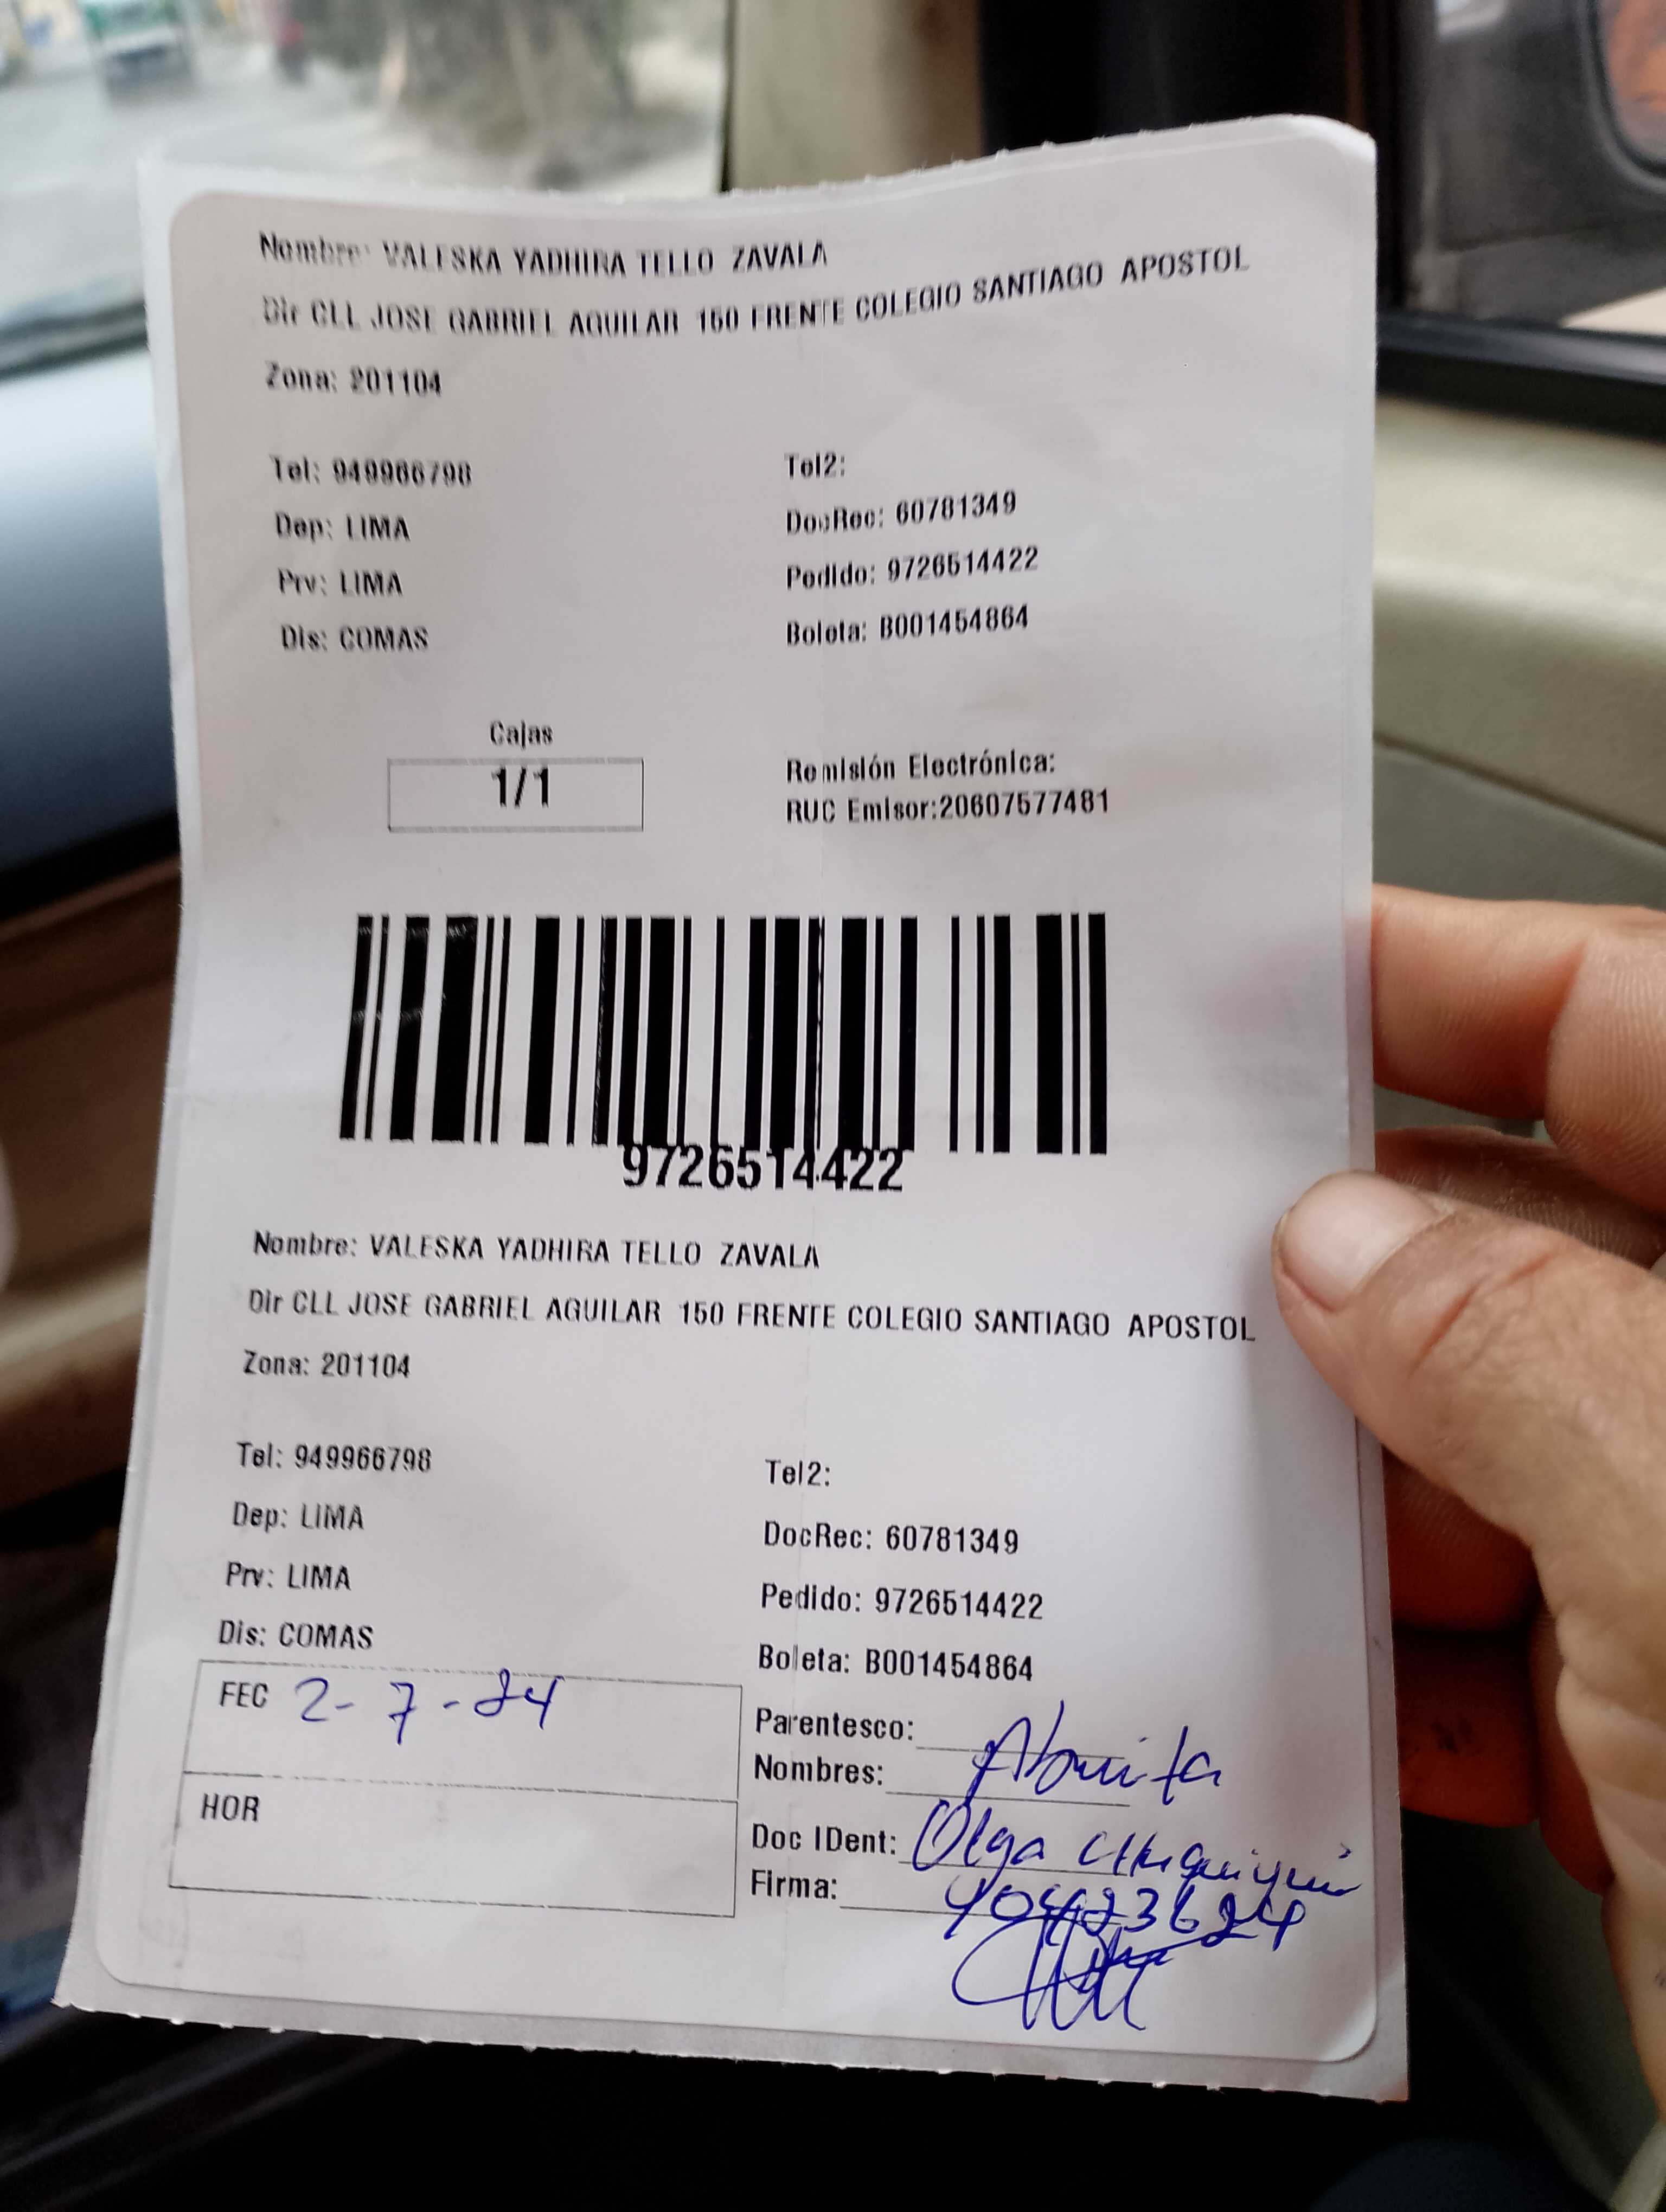 Nombre: VALESKA YADHIRA TELLO ZAVALA
Dir CLL JOSE GABRIEL AGUILAR 150 FRENTE COLEGIO SANTIAGO APOSTOL
Zona: 201104
Tel: 949966798
Tel2:
Dep: LIMA
DocRec: 60781349
Prv: LIMA
Pedido: 9726514422
Dis: COMAS
Boleta: B001454864
Cajas
1/1
Remisión Electrónica:
RUC Emisor:20607577481
9726514422
Nombre: VALESKA YADHIRA TELLO ZAVALA
Dir CLL JOSE GABRIEL AGUILAR 150 FRENTE COLEGIO SANTIAGO APOSTOL
Zona: 201104
Tel: 949966798
Tel2:
Dep: LIMA
DocRec: 60781349
Prv: LIMA
Pedido: 9726514422
Dis: COMAS
Boleta: B001454864
FEC 2-7-24
HOR
Parentesco:
Nombres: Abuita
Doc IDent: Olga
Firma: 40423624